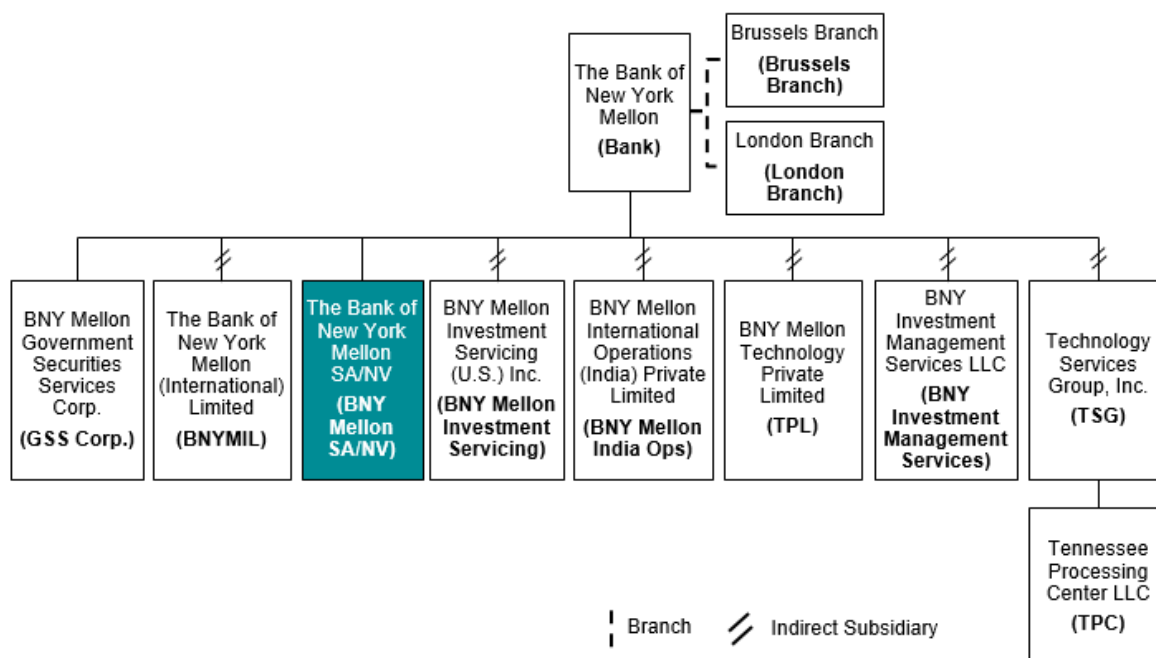 The Bank of
New York
Mellon
(Bank)
Brussels Branch
(Brussels
Branch)
London Branch
(London
Branch)
BNY Mellon
Government
Securities
Services
Corp.
(GSS Corp.)
The Bank of
New York
Mellon
(International)
Limited
(BNYMIL)
The Bank of
New York
Mellon
SA/NV
(BNY
Mellon
SA/NV)
BNY Mellon
Investment
Servicing
(U.S.) Inc.
(BNY Mellon
Investment
Servicing)
BNY Mellon
International
Operations
(India) Private
Limited
(BNY Mellon
India Ops)
BNY Mellon
Technology
Private
Limited
(TPL)
BNY
Investment
Management
Services LLC
(BNY
Investment
Management
Services)
Technology
Services
Group, Inc.
(TSG)
Tennessee
Processing
Center LLC
(TPC)
Branch
Indirect Subsidiary